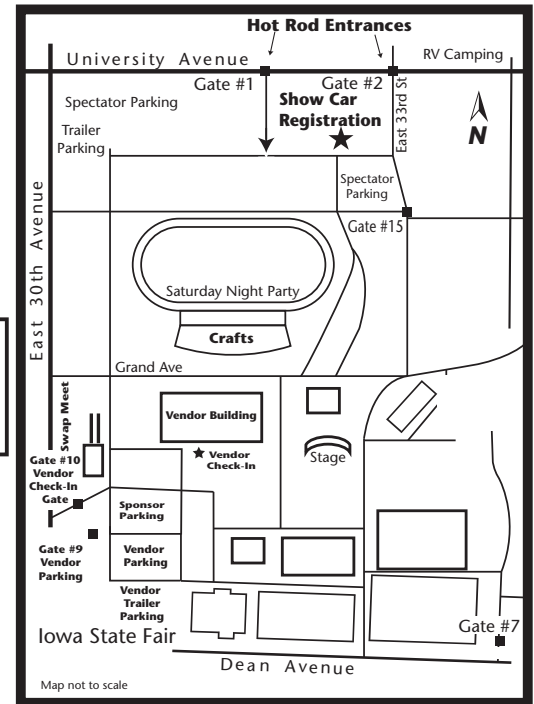 Hot Rod Entrances
University Avenue
RV Camping
Gate #1
Gate #2
East 33rd St
Spectator Parking
Show Car
Registration
Trailer
Parking
N
Spectator
Parking
Gate #15
East 30th Avenue
Saturday Night Party
Crafts
Grand Ave
Swap Meet
Vendor Building
Vendor
Check-In
Stage
Gate #10
Vendor
Check-In
Gate
Sponsor
Parking
Gate #9
Vendor
Parking
Vendor
Parking
Vendor
Trailer
Parking
Iowa State Fair
Gate #7
Dean Avenue
Map not to scale